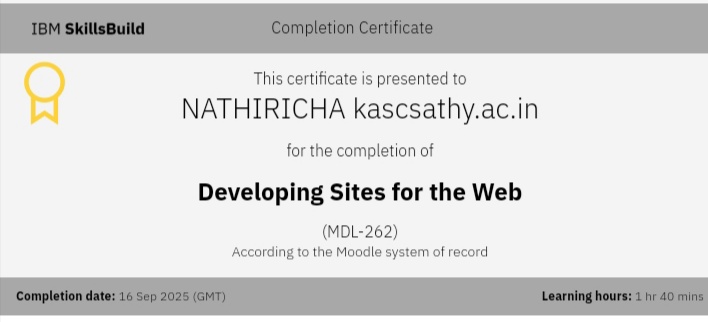 IBM SkillsBuild
Completion Certificate
This certificate is presented to
NATHIRICHA kascsathy.ac.in
for the completion of
Developing Sites for the Web
(MDL-262)
According to the Moodle system of record
Completion date: 16 Sep 2025 (GMT)
Learning hours: 1 hr 40 mins